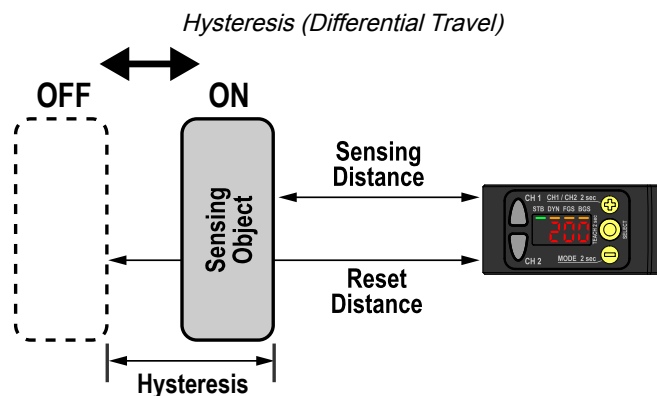 Hysteresis (Differential Travel)
OFF
ON
Sensing
Object
Sensing
Distance
Reset
Distance
Hysteresis
CH 1 CH1 / CH2 2 sec
STB DYN FGS BGS
200
TEACH 2 sec
SELECT
CH 2
MODE 2 sec